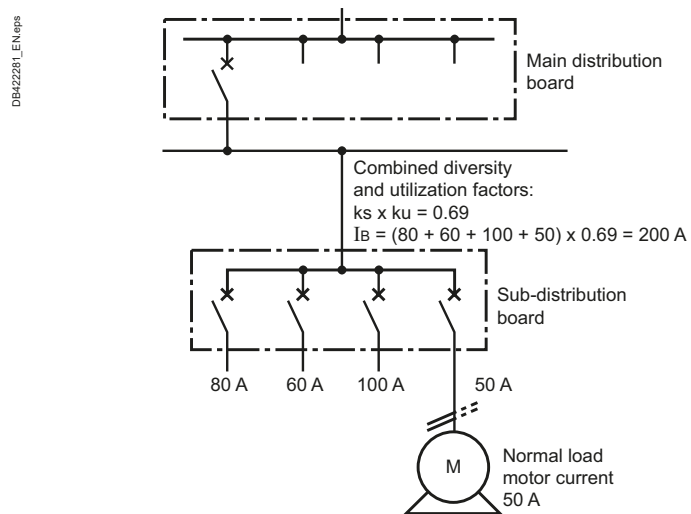 DB422281_EN.eps
Main distribution
board
Combined diversity
and utilization factors:
ks x ku = 0.69
IB = (80 + 60 + 100 + 50) x 0.69 = 200 A
Sub-distribution
board
80 A 60 A 100 A 50 A
M
Normal load
motor current
50 A